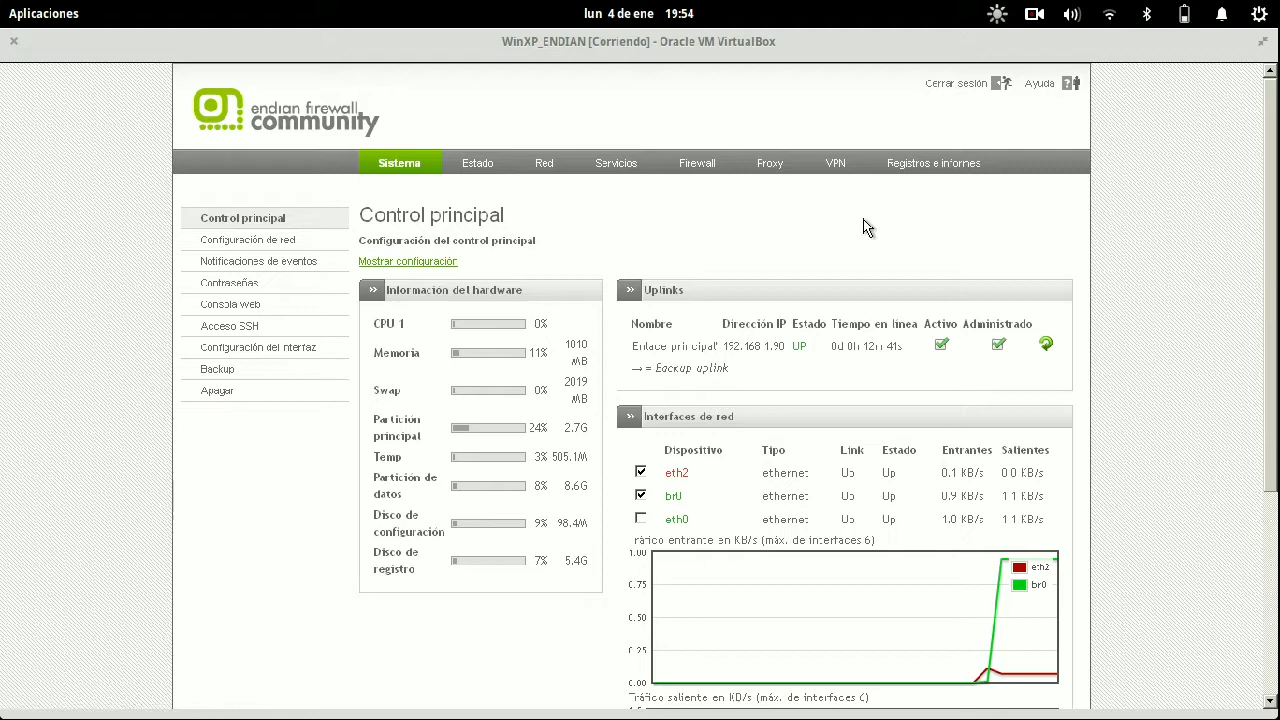 Aplicaciones
lun 4 de ene 19:54
WinXP_ENDIAN [Corriendo] - Oracle VM VirtualBox
Cerrar sesión Ayuda
endian firewall
community
Sistema Estado Red Servicios Firewall Proxy VPN Registros e informes
Control principal
Configuración de red
Notificaciones de eventos
Contraseñas
Consola web
Acceso SSH
Configuración del interfaz
Backup
Apagar
Control principal
Configuración del control principal
Mostrar configuración
Información del hardware
CPU 1 0%
Memoria 11% 1010 MB
Swap 0% 2019 MB
Partición principal 24% 2.7G
Temp 3% 505.1M
Partición de datos 8% 8.6G
Disco de configuración 9% 98.4M
Disco de registro 7% 5.4G
Uplinks
Nombre Dirección IP Estado Tiempo en línea Activo Administrado
Enlace principal* 192.168.1.90 UP 0d 0h 12m 41s
→ = Backup uplink
Interfaces de red
Dispositivo Tipo Link Estado Entrantes Salientes
eth2 ethernet Up Up 0.1 KB/s 0.0 KB/s
br0 ethernet Up Up 0.9 KB/s 1.1 KB/s
eth0 ethernet Up Up 1.0 KB/s 1.1 KB/s
ráfico entrante en KB/s (máx. de interfaces 6)
1.00
0.75
0.50
0.25
0.00
eth2
br0
Tráfico saliente en KB/s (máx. de interfaces 6)